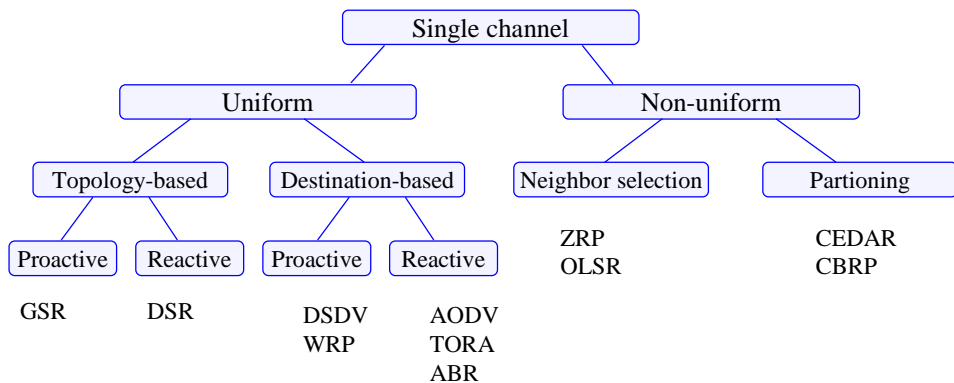 Single channel
Uniform
Non-uniform
Topology-based
Destination-based
Neighbor selection
Partioning
Proactive
Reactive
Proactive
Reactive
ZRP
OLSR
CEDAR
CBRP
GSR
DSR
DSDV
WRP
AODV
TORA
ABR